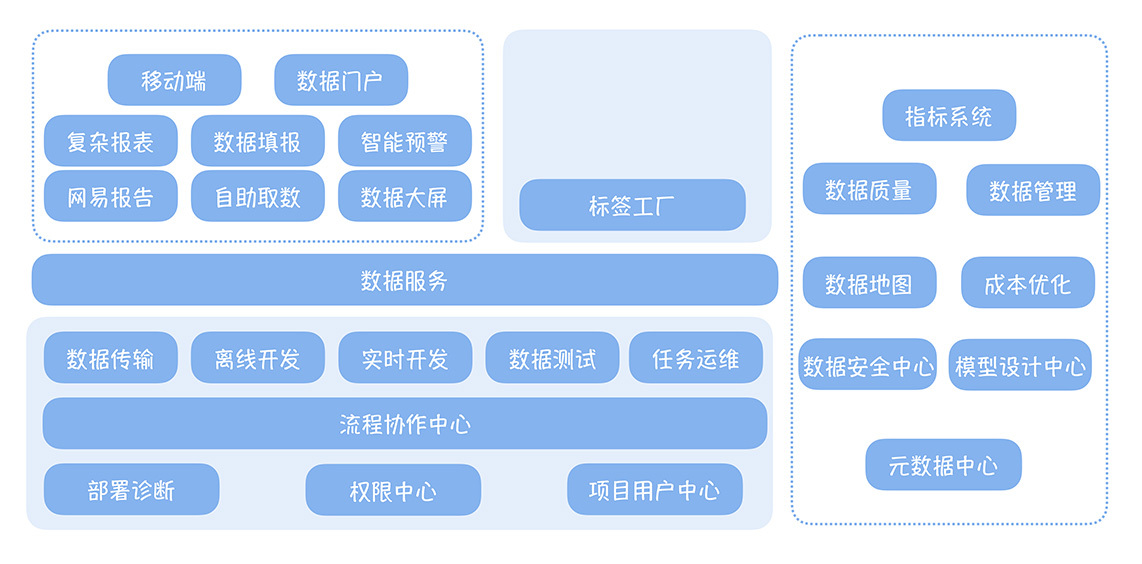 移动端
数据门户
复杂报表
数据填报
智能预警
网易报告
自助取数
数据大屏
标签工厂
数据服务
数据传输
离线开发
实时开发
数据测试
任务运维
流程协作中心
部署诊断
权限中心
项目用户中心
指标系统
数据质量
数据管理
数据地图
成本优化
数据安全中心
模型设计中心
元数据中心